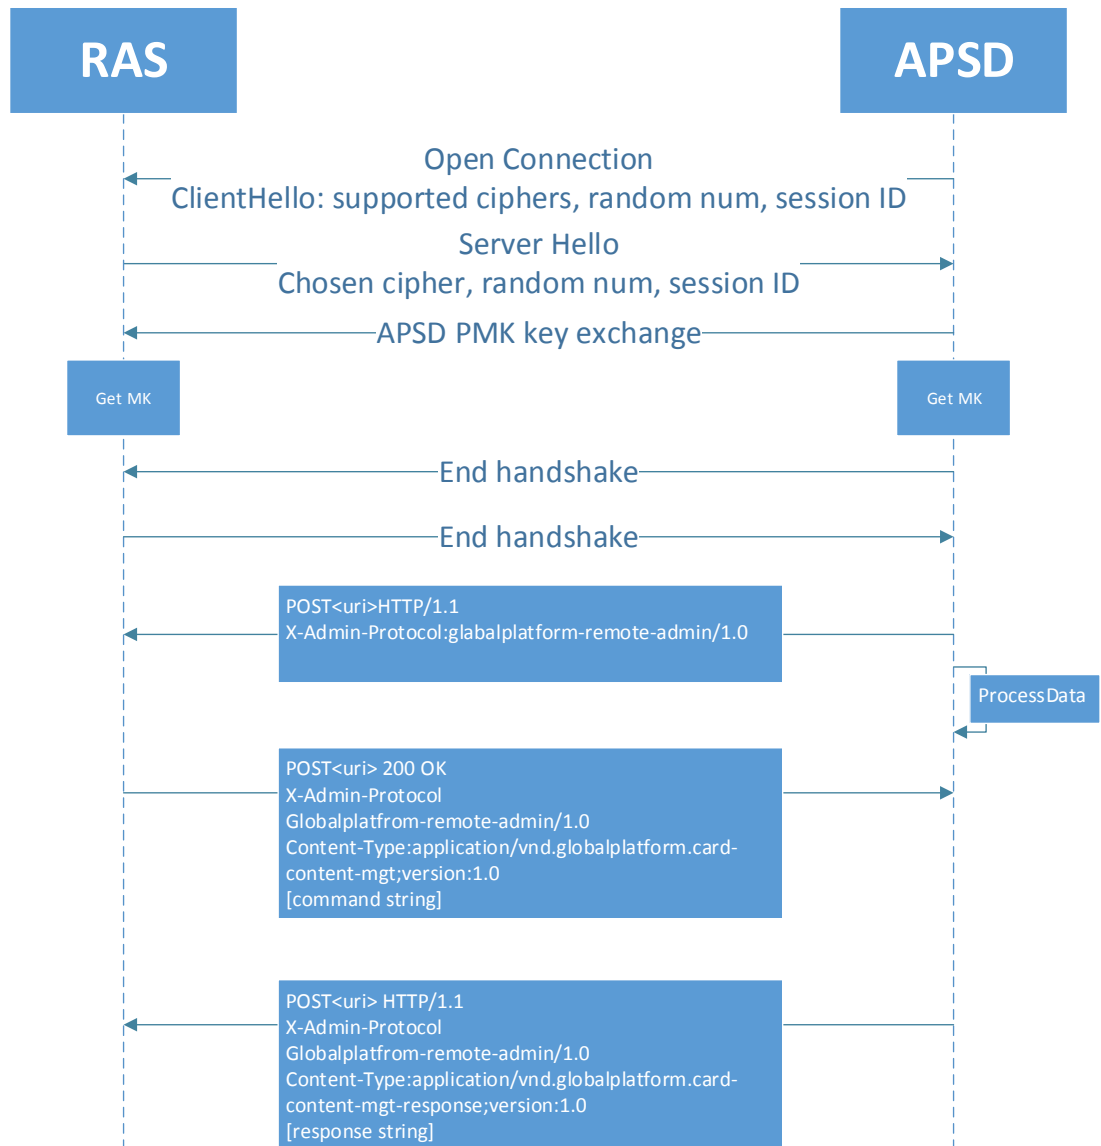 RAS
APSD
Open Connection
ClientHello: supported ciphers, random num, session ID
Server Hello
Chosen cipher, random num, session ID
APSD PMK key exchange
Get MK
Get MK
End handshake
End handshake
POST<uri>HTTP/1.1
X-Admin-Protocol:glabalplatform-remote-admin/1.0
ProcessData
POST<uri> 200 OK
X-Admin-Protocol
Globalplatfrom-remote-admin/1.0
Content-Type:application/vnd.globalplatform.card-
content-mgt;version:1.0
[command string]
POST<uri> HTTP/1.1
X-Admin-Protocol
Globalplatfrom-remote-admin/1.0
Content-Type:application/vnd.globalplatform.card-
content-mgt-response;version:1.0
[response string]